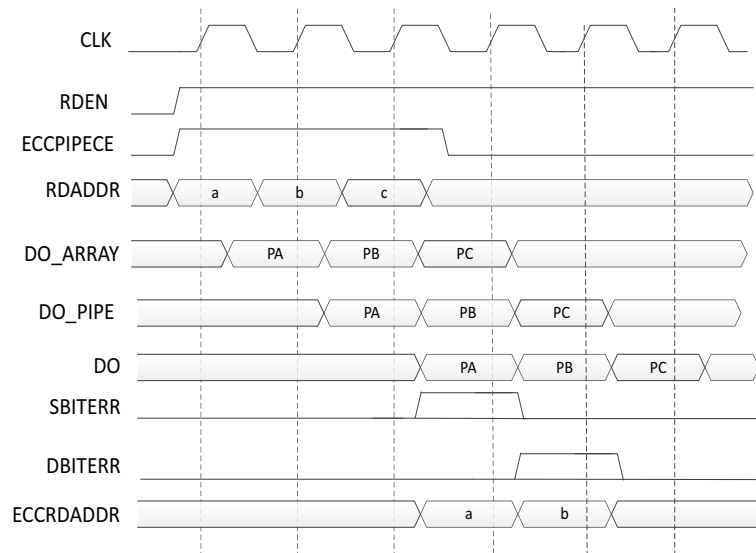 CLK
RDEN
ECCPIPECE
RDADDR a b c
DO_ARRAY PA PB PC
DO_PIPE PA PB PC
DO PA PB PC
SBITERR
DBITERR
ECCRDADDR a b